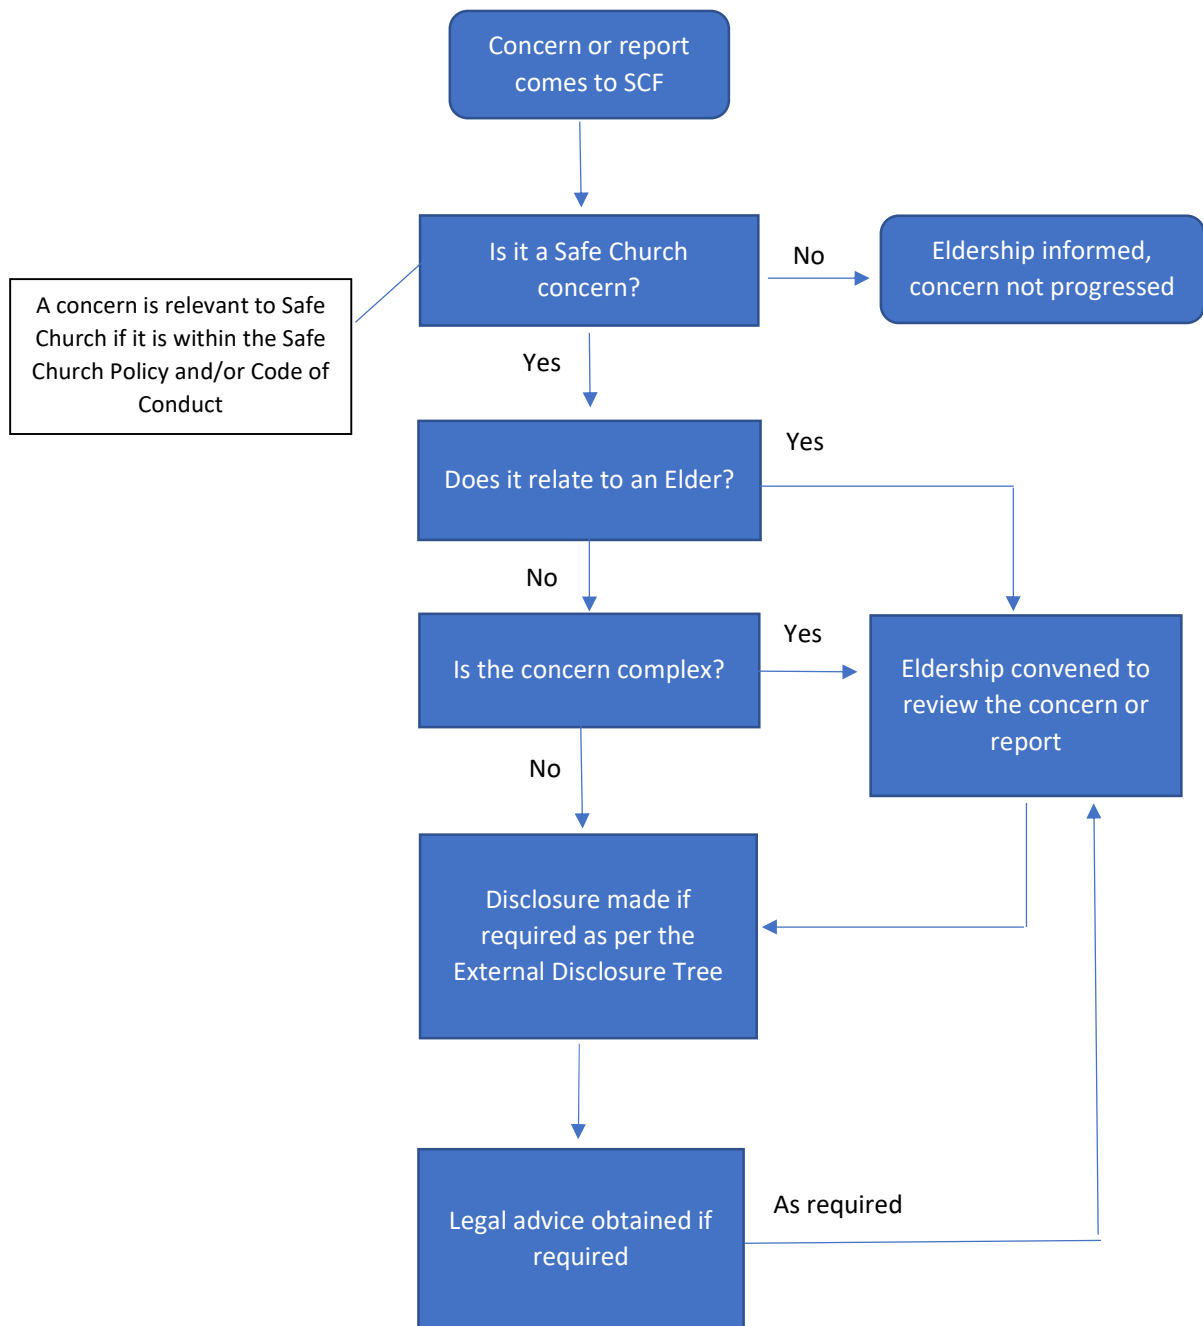 Concern or report
comes to SCF
Is it a Safe Church
concern?
No
Eldership informed,
concern not progressed
A concern is relevant to Safe
Church if it is within the Safe
Church Policy and/or Code of
Conduct
Yes
Does it relate to an Elder?
Yes
No
Is the concern complex?
Yes
Eldership convened to
review the concern or
report
No
Disclosure made if
required as per the
External Disclosure Tree
Legal advice obtained if
required
As required